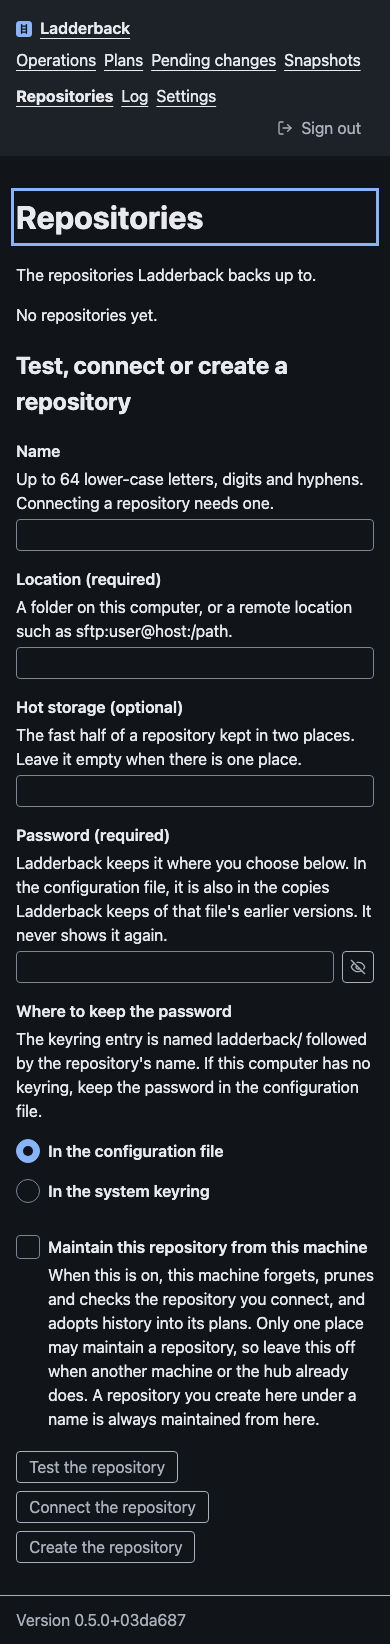 Ladderback
Operations Plans Pending changes Snapshots
Repositories Log Settings
Sign out
Repositories
The repositories Ladderback backs up to.
No repositories yet.
Test, connect or create a
repository
Name
Up to 64 lower-case letters, digits and hyphens.
Connecting a repository needs one.
Location (required)
A folder on this computer, or a remote location
such as sftp:user@host:/path.
Hot storage (optional)
The fast half of a repository kept in two places.
Leave it empty when there is one place.
Password (required)
Ladderback keeps it where you choose below. In
the configuration file, it is also in the copies
Ladderback keeps of that file's earlier versions. It
never shows it again.
Where to keep the password
The keyring entry is named ladderback/ followed
by the repository's name. If this computer has no
keyring, keep the password in the configuration
file.
In the configuration file
In the system keyring
Maintain this repository from this machine
When this is on, this machine forgets, prunes
and checks the repository you connect, and
adopts history into its plans. Only one place
may maintain a repository, so leave this off
when another machine or the hub already
does. A repository you create here under a
name is always maintained from here.
Test the repository
Connect the repository
Create the repository
Version 0.5.0+03da687